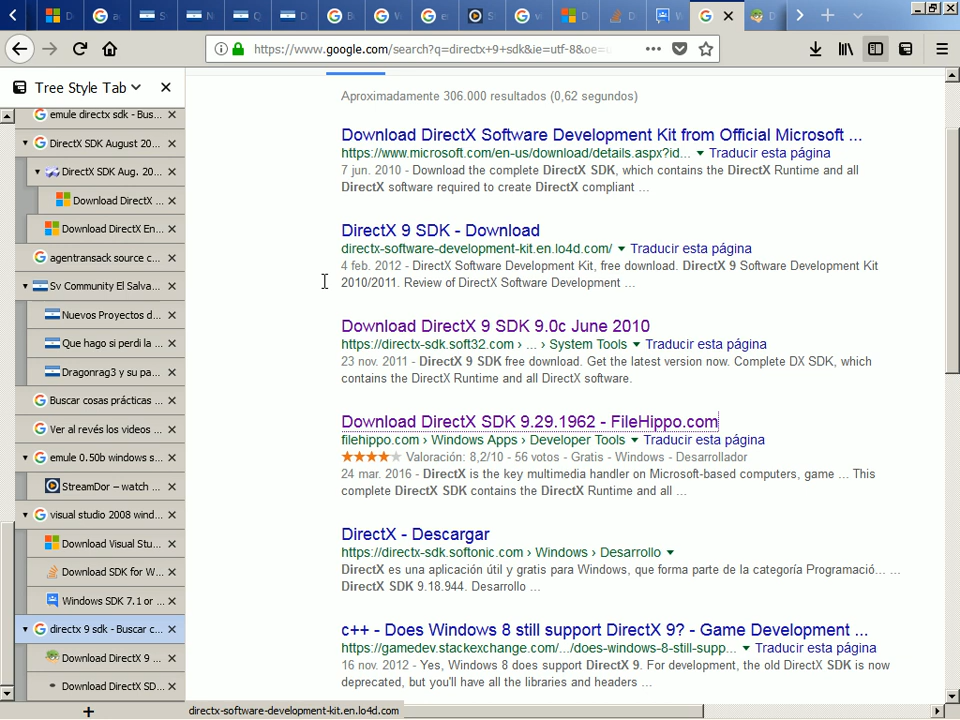 https://www.google.com/search?q=directx+9+sdk&ie=utf-8&oe=u
Tree Style Tab
emule directx sdk - Bus...
DirectX SDK August 20...
DirectX SDK Aug. 20...
Download DirectX ...
Download DirectX En...
agentransack source c...
Sv Community El Salva...
Nuevos Proyectos d...
Que hago si perdi la ...
Dragonrag3 y su pa...
Buscar cosas prácticas ...
Ver al revés los videos ...
emule 0.50b windows s...
StreamDor – watch ...
visual studio 2008 wind...
Download Visual Stu...
Download SDK for W...
Windows SDK 7.1 or ...
directx 9 sdk - Buscar c...
Download DirectX 9 ...
Download DirectX SD...
Aproximadamente 306.000 resultados (0,62 segundos)
Download DirectX Software Development Kit from Official Microsoft ...
https://www.microsoft.com/en-us/download/details.aspx?id... Traducir esta página
7 jun. 2010 - Download the complete DirectX SDK, which contains the DirectX Runtime and all
DirectX software required to create DirectX compliant ...
DirectX 9 SDK - Download
directx-software-development-kit.en.lo4d.com/ Traducir esta página
4 feb. 2012 - DirectX Software Development Kit, free download. DirectX 9 Software Development Kit
2010/2011. Review of DirectX Software Development ...
Download DirectX 9 SDK 9.0c June 2010
https://directx-sdk.soft32.com › ... › System Tools Traducir esta página
23 nov. 2011 - DirectX 9 SDK free download. Get the latest version now. Complete DX SDK, which
contains the DirectX Runtime and all DirectX software.
Download DirectX SDK 9.29.1962 - FileHippo.com
filehippo.com › Windows Apps › Developer Tools Traducir esta página
Valoración: 8,2/10 - 56 votos - Gratis - Windows - Desarrollador
24 mar. 2016 - DirectX is the key multimedia handler on Microsoft-based computers, game ... This
complete DirectX SDK contains the DirectX Runtime and all ...
DirectX - Descargar
https://directx-sdk.softonic.com › Windows › Desarrollo
DirectX es una aplicación útil y gratis para Windows, que forma parte de la categoría Programació... ...
DirectX SDK 9.18.944. Desarrollo ...
c++ - Does Windows 8 still support DirectX 9? - Game Development ...
https://gamedev.stackexchange.com/.../does-windows-8-still-supp... Traducir esta página
16 nov. 2012 - Yes, Windows 8 does support DirectX 9. For development, the old DirectX SDK is now
deprecated, but you'll have all the libraries and headers ...
directx-software-development-kit.en.lo4d.com